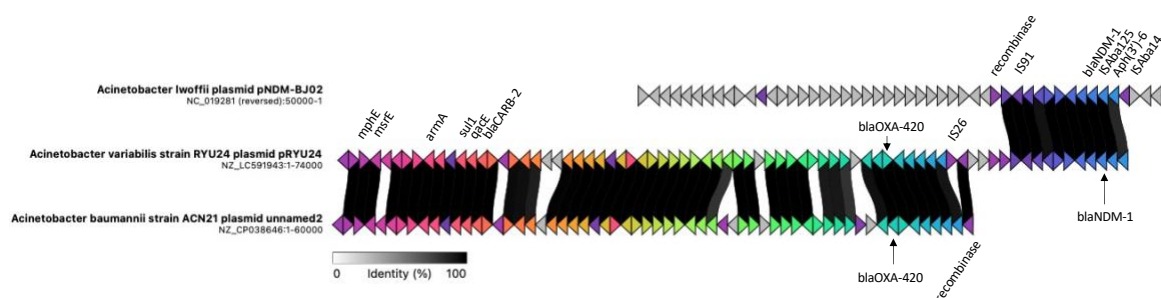 recombinase
IS91
blaNDM-1
ISAba125
Aph(3')-6
ISAba14
Acinetobacter lwoffii plasmid pNDM-BJ02
NC_019281 (reversed):50000-1
mphE
msrE
armA
sul1
qacE
blaCARB-2
blaOXA-420
IS26
Acinetobacter variabilis strain RYU24 plasmid pRYU24
NZ_LC591943:1-74000
blaNDM-1
Acinetobacter baumannii strain ACN21 plasmid unnamed2
NZ_CP038646:1-60000
blaOXA-420
recombinase
0 Identity (%) 100